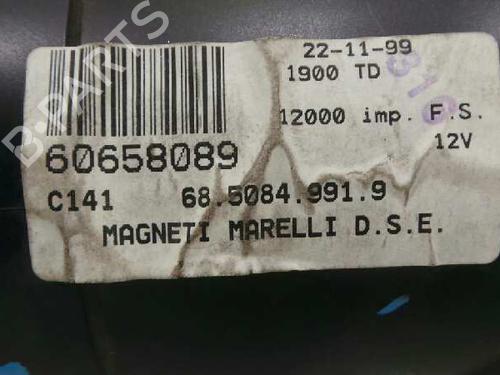 22-11-99
1900 TD
12000 imp. F.S.
12V
60658089
C141 68.5084.991.9
MAGNETI MARELLI D.S.E.
B-PARTS